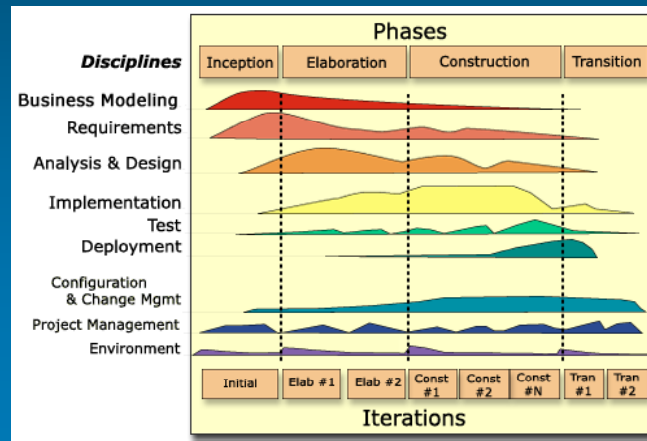 Phases
Disciplines
Inception
Elaboration
Construction
Transition
Business Modeling
Requirements
Analysis & Design
Implementation
Test
Deployment
Configuration
& Change Mgmt
Project Management
Environment
Initial
Elab #1
Elab #2
Const
#1
Const
#2
Const
#N
Tran
#1
Tran
#2
Iterations